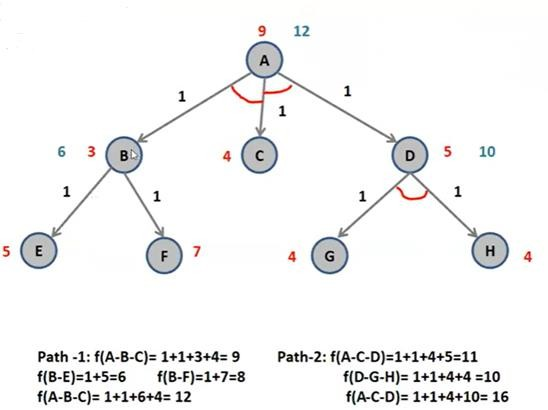 9 12
A
1 1 1
6 3 B 4 C D 5 10
1 1 1 1
5 E F 7 4 G H 4
Path -1: f(A-B-C)= 1+1+3+4= 9 Path-2: f(A-C-D)=1+1+4+5=11
f(B-E)=1+5=6 f(B-F)=1+7=8 f(D-G-H)= 1+1+4+4 =10
f(A-B-C)= 1+1+6+4= 12 f(A-C-D)= 1+1+4+10= 16